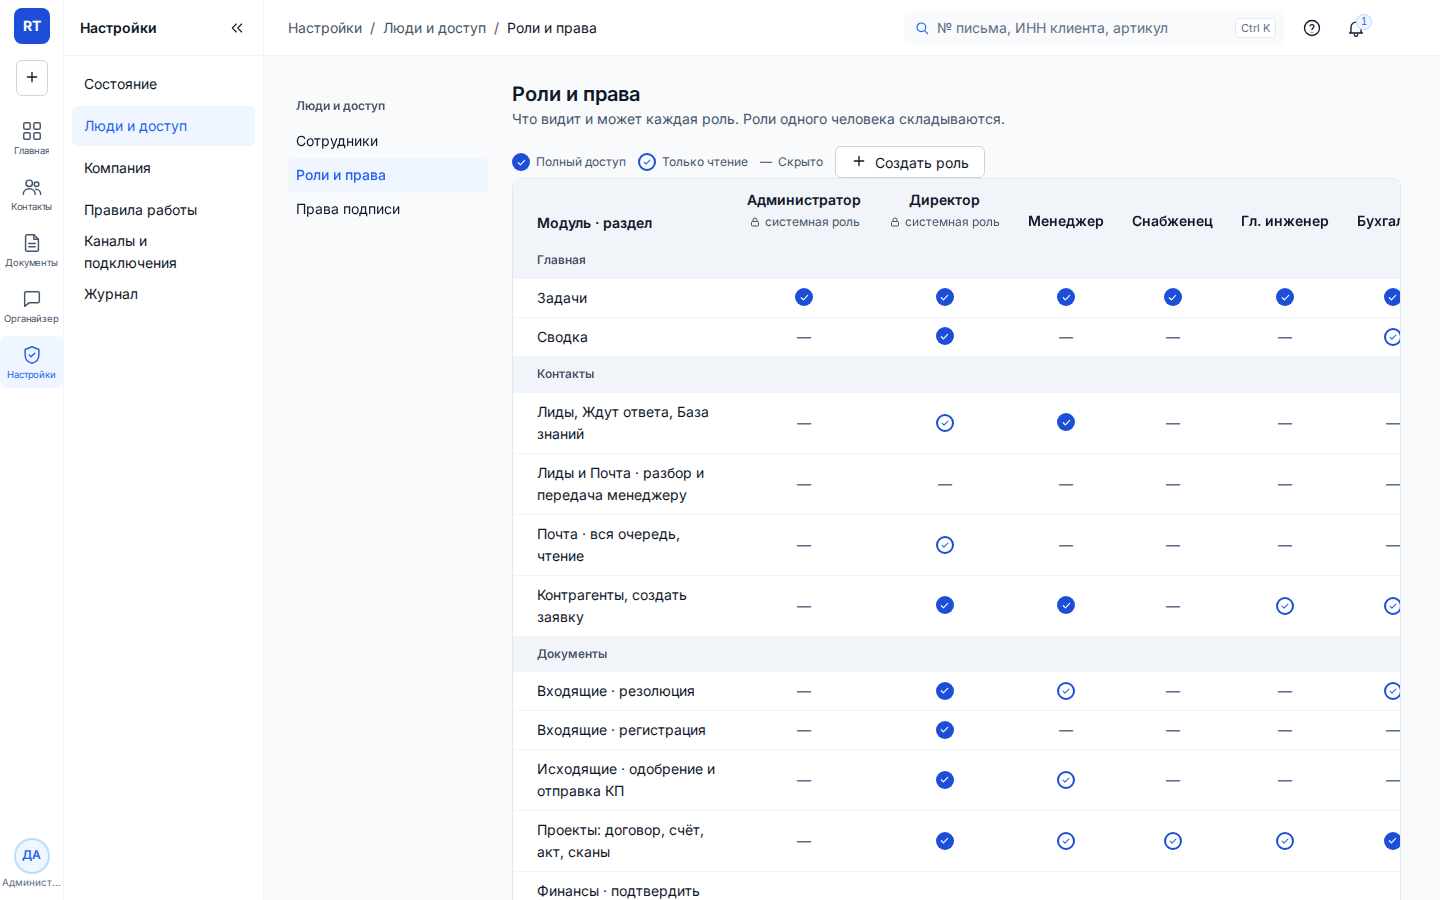 RT
Настройки
Настройки / Люди и доступ / Роли и права
№ письма, ИНН клиента, артикул
Ctrl K
1
Главная
Контакты
Документы
Органайзер
Настройки
ДА
Админист...
Состояние
Люди и доступ
Компания
Правила работы
Каналы и
подключения
Журнал
Люди и доступ
Сотрудники
Роли и права
Права подписи
Роли и права
Что видит и может каждая роль. Роли одного человека складываются.
Полный доступ
Только чтение
— Скрыто
Создать роль
Модуль · раздел
Администратор
системная роль
Директор
системная роль
Менеджер
Снабженец
Гл. инженер
Бухгал
Главная
Задачи
Сводка
— — — —
Контакты
Лиды, Ждут ответа, База
знаний
— — — —
Лиды и Почта · разбор и
передача менеджеру
— — — — — —
Почта · вся очередь,
чтение
— — — — —
Контрагенты, создать
заявку
— —
Документы
Входящие · резолюция
— — —
Входящие · регистрация
— — — — —
Исходящие · одобрение и
отправка КП
— — — —
Проекты: договор, счёт,
акт, сканы
—
Финансы · подтвердить